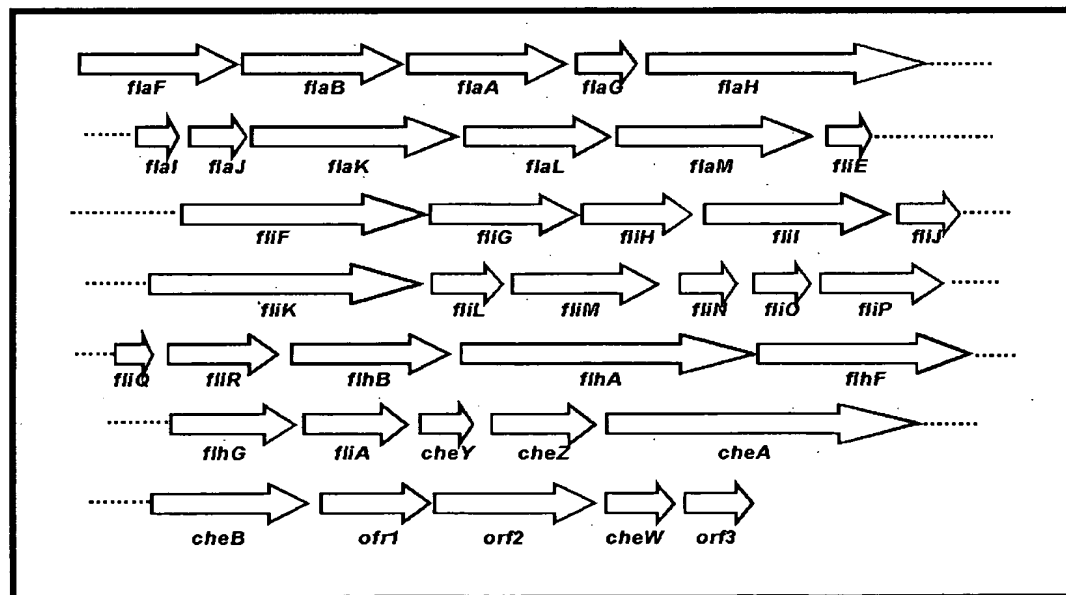 flaF flaB flaA flaG flaH
flaI flaJ flaK flaL flaM fliE
fliF fliG fliH fliI fliJ
fliK fliL fliM fliN fliO fliP
fliQ fliR flhB flhA flhF
flhG fliA cheY cheZ cheA
cheB ofr1 orf2 cheW orf3